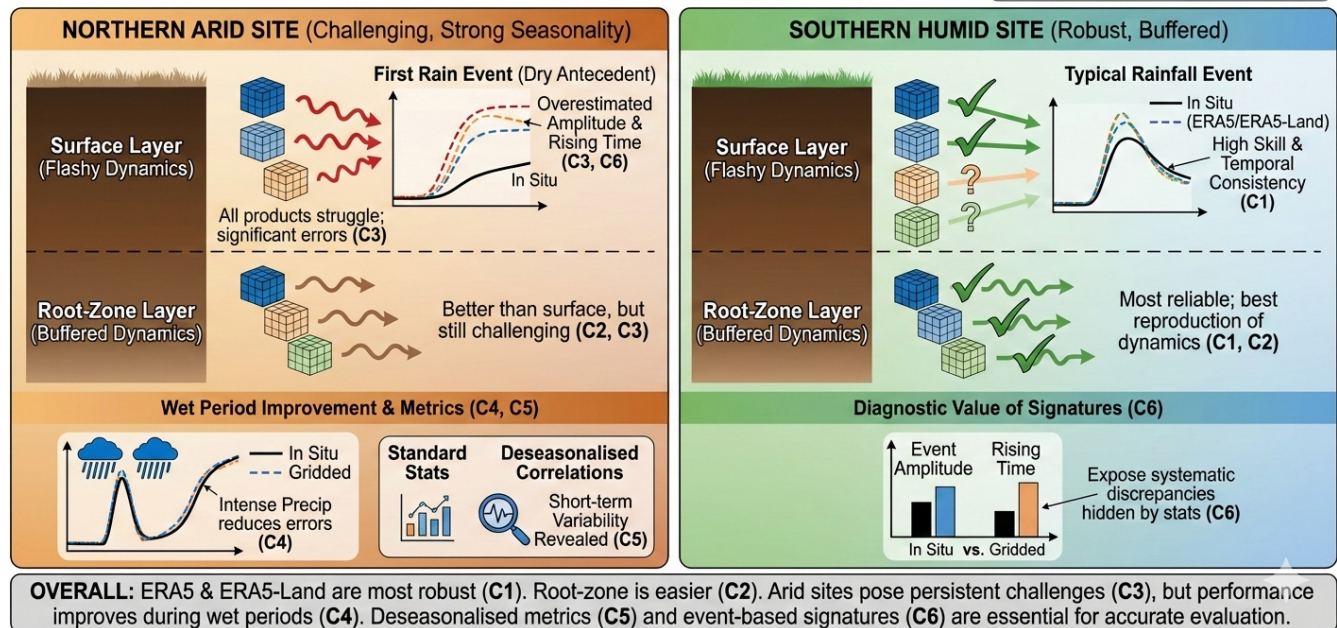 NORTHERN ARID SITE (Challenging, Strong Seasonality)
Surface Layer
(Flashy Dynamics)
First Rain Event (Dry Antecedent)
Overestimated
Amplitude &
Rising Time
(C3, C6)
In Situ
All products struggle;
significant errors (C3)
Root-Zone Layer
(Buffered Dynamics)
Better than surface, but
still challenging (C2, C3)
Wet Period Improvement & Metrics (C4, C5)
In Situ
Gridded
Intense Precip
reduces errors
(C4)
Standard
Stats
Deseasonalised
Correlations
Short-term
Variability
Revealed (C5)
SOUTHERN HUMID SITE (Robust, Buffered)
Surface Layer
(Flashy Dynamics)
?
?
Typical Rainfall Event
In Situ
(ERA5/ERA5-Land)
High Skill &
Temporal
Consistency
(C1)
Root-Zone Layer
(Buffered Dynamics)
Most reliable; best
reproduction of
dynamics (C1, C2)
Diagnostic Value of Signatures (C6)
Event
Amplitude
Rising
Time
In Situ vs. Gridded
Expose systematic
discrepancies
hidden by stats (C6)
OVERALL: ERA5 & ERA5-Land are most robust (C1). Root-zone is easier (C2). Arid sites pose persistent challenges (C3), but performance
improves during wet periods (C4). Deseasonalised metrics (C5) and event-based signatures (C6) are essential for accurate evaluation.